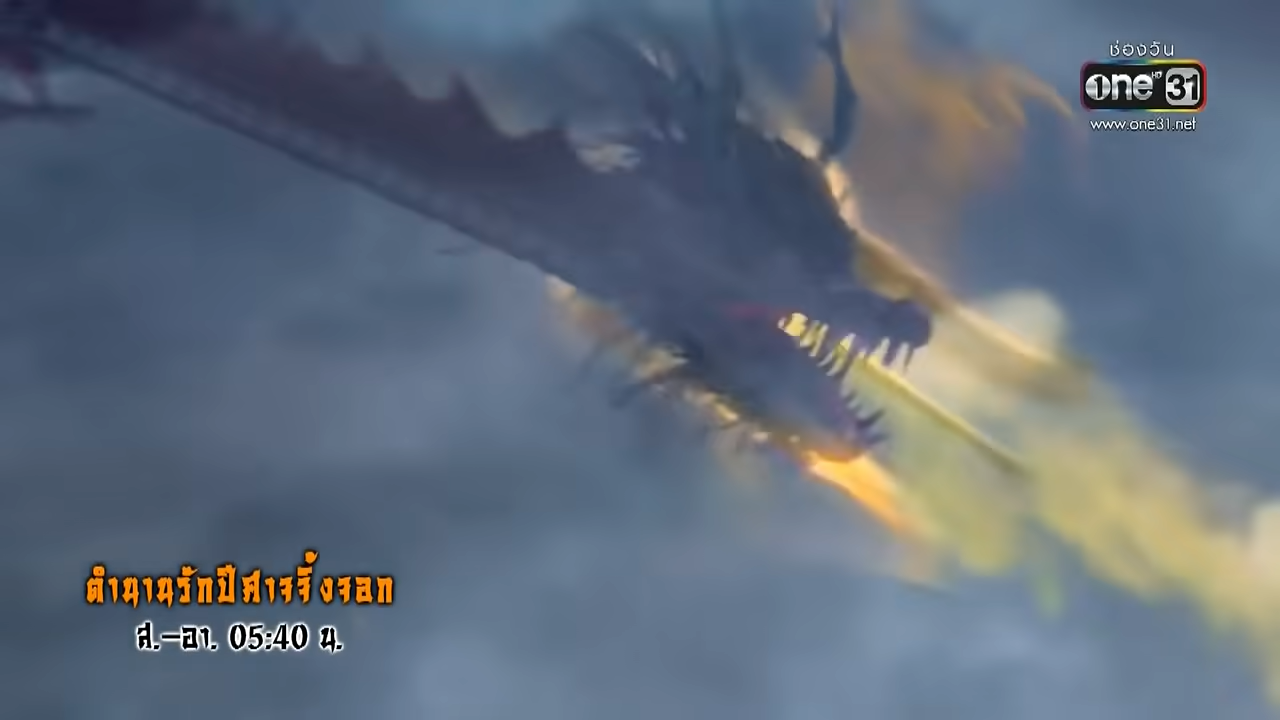 ช่องวัน
one HD 31
www.one31.net
ตำนานรักปีศาจจิ้งจอก
ส.-อา. 05:40 น.